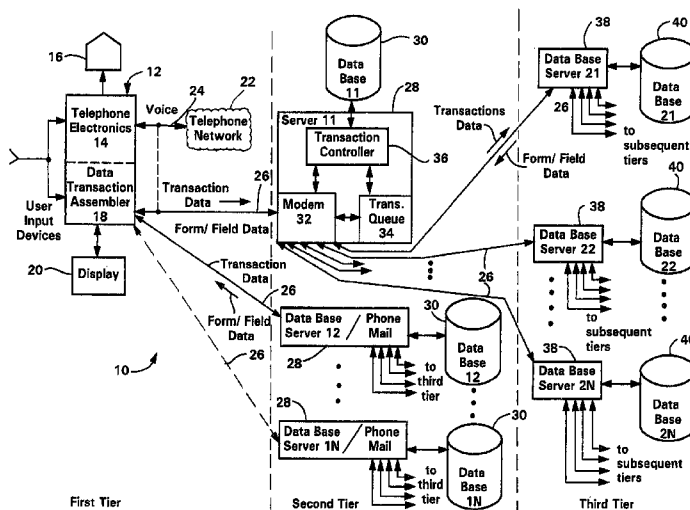 16
12
22
24
Voice
Telephone
Network
Telephone
Electronics
14
Data
Transaction
Assembler
18
User
Input
Devices
Transaction
Data
26
Form/ Field Data
20
Display
Transaction
Data
26
Form/ Field
Data
26
10
First Tier
30
Data
Base
11
28
Server 11
Transaction
Controller
36
Modem
32
Trans.
Queue
34
26
30
Data Base
Server 12
/ Phone
Mail
28
Data
Base
12
to
third
tier
28
30
Data Base
Server 1N
/ Phone
Mail
Data
Base
1N
to
third
tier
Second Tier
Transactions
Data
Form/ Field
Data
38
40
Data Base
Server 21
26
Data
Base
21
to
subsequent
tiers
38
40
Data Base
Server 22
26
Data
Base
22
to
subsequent
tiers
38
40
Data Base
Server 2N
Data
Base
2N
to
subsequent
tiers
Third Tier